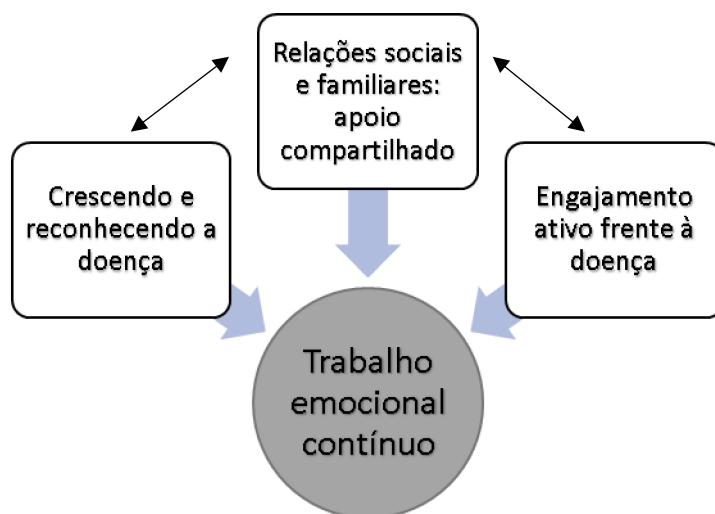 Relações sociais
e familiares:
apoio
compartilhado
Crescendo e
reconhecendo a
doença
Engajamento
ativo frente à
doença
Trabalho
emocional
contínuo